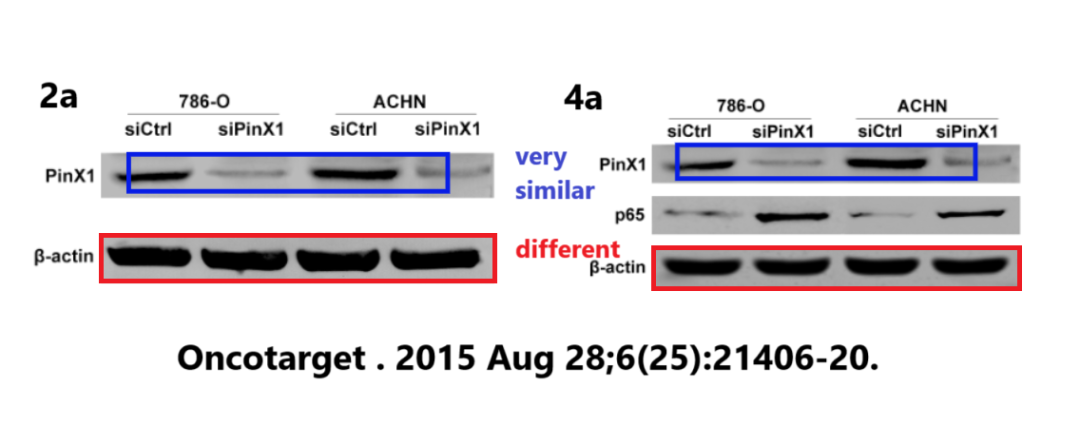 2a
786-O ACHN
siCtrl siPinX1 siCtrl siPinX1
PinX1
β-actin
very
similar
different
4a
786-O ACHN
siCtrl siPinX1 siCtrl siPinX1
PinX1
p65
β-actin
Oncotarget . 2015 Aug 28;6(25):21406-20.